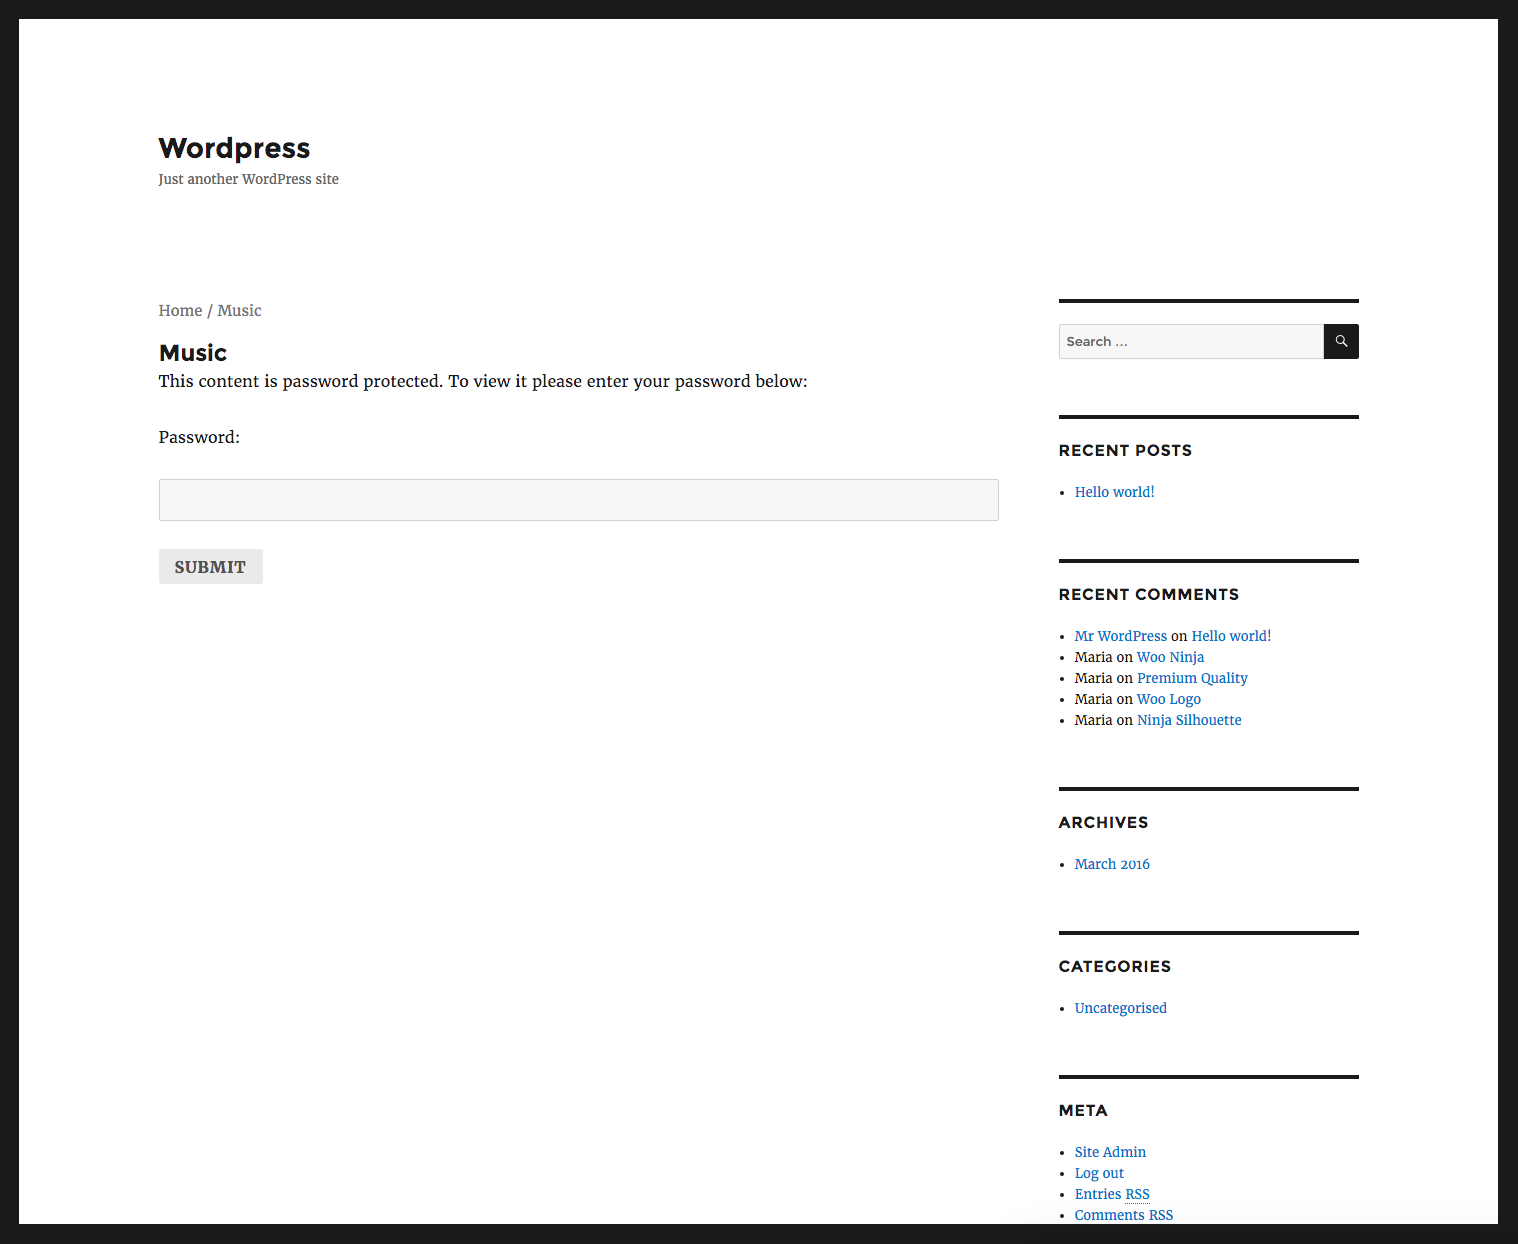 Wordpress
Just another WordPress site
Home / Music
Music
This content is password protected. To view it please enter your password below:
Password:
SUBMIT
Search ...
RECENT POSTS
Hello world!
RECENT COMMENTS
Mr WordPress on Hello world!
Maria on Woo Ninja
Maria on Premium Quality
Maria on Woo Logo
Maria on Ninja Silhouette
ARCHIVES
March 2016
CATEGORIES
Uncategorised
META
Site Admin
Log out
Entries RSS
Comments RSS